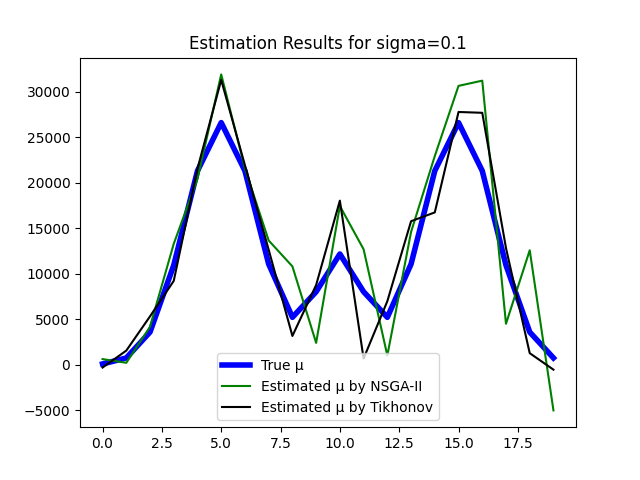 Estimation Results for sigma=0.1
30000
25000
20000
15000
10000
5000
0
−5000
True μ
Estimated μ by NSGA-II
Estimated μ by Tikhonov
0.0 2.5 5.0 7.5 10.0 12.5 15.0 17.5